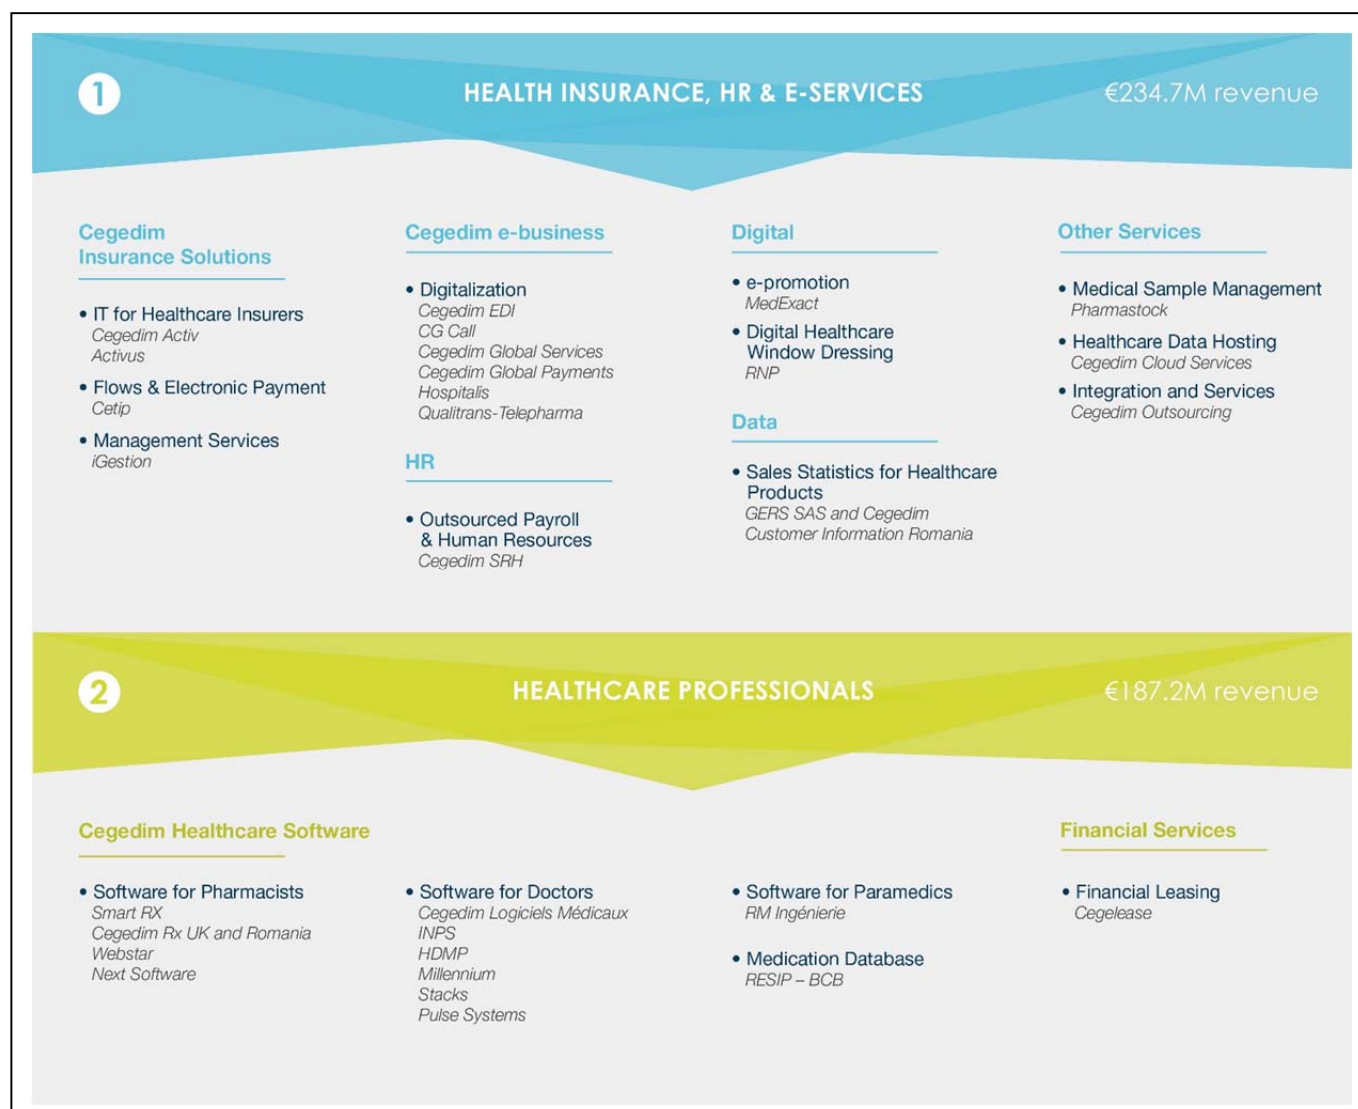 1
HEALTH INSURANCE, HR & E-SERVICES
€234.7M revenue
Cegedim
Insurance Solutions
• IT for Healthcare Insurers
Cegedim Activ
Activus
• Flows & Electronic Payment
Cetip
• Management Services
iGestion
Cegedim e-business
• Digitalization
Cegedim EDI
CG Call
Cegedim Global Services
Cegedim Global Payments
Hospitalis
Qualitrans-Telepharma
HR
• Outsourced Payroll
& Human Resources
Cegedim SRH
Digital
• e-promotion
MedExact
• Digital Healthcare
Window Dressing
RNP
Data
• Sales Statistics for Healthcare
Products
GERS SAS and Cegedim
Customer Information Romania
Other Services
• Medical Sample Management
Pharmastock
• Healthcare Data Hosting
Cegedim Cloud Services
• Integration and Services
Cegedim Outsourcing
2
HEALTHCARE PROFESSIONALS
€187.2M revenue
Cegedim Healthcare Software
• Software for Pharmacists
Smart RX
Cegedim Rx UK and Romania
Webstar
Next Software
• Software for Doctors
Cegedim Logiciels Médicaux
INPS
HDMP
Millennium
Stacks
Pulse Systems
• Software for Paramedics
RM Ingénierie
• Medication Database
RESIP – BCB
Financial Services
• Financial Leasing
Cegelease